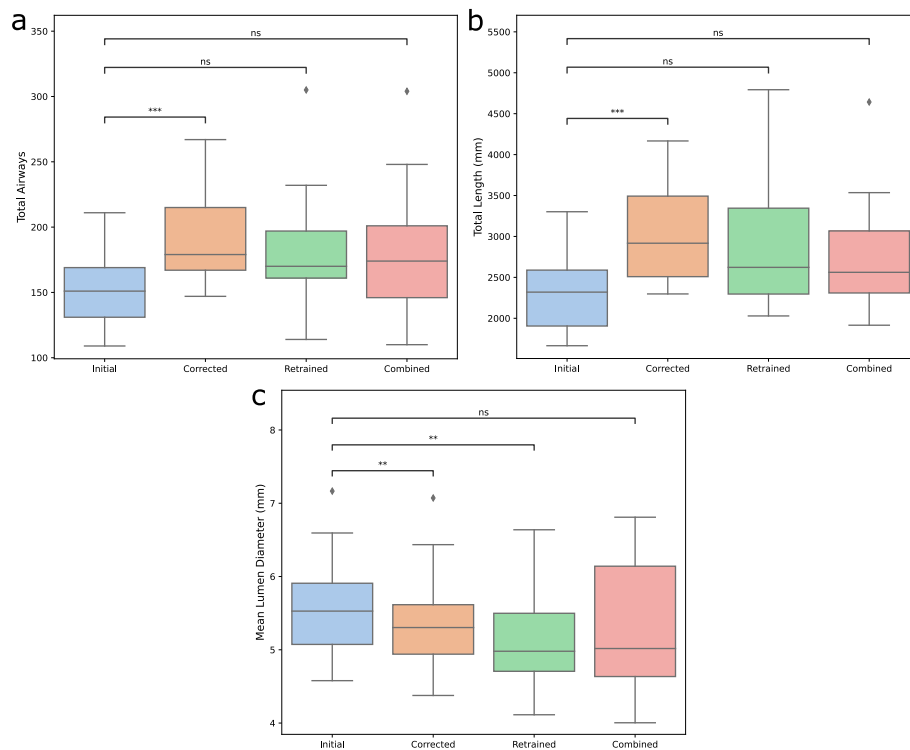 a
350
300
250
200
150
100
Total Airways
ns
ns
***
Initial
Corrected
Retrained
Combined
b
5500
5000
4500
4000
3500
3000
2500
2000
Total Length (mm)
ns
ns
***
Initial
Corrected
Retrained
Combined
c
8
7
6
5
4
Mean Lumen Diameter (mm)
ns
**
**
Initial
Corrected
Retrained
Combined